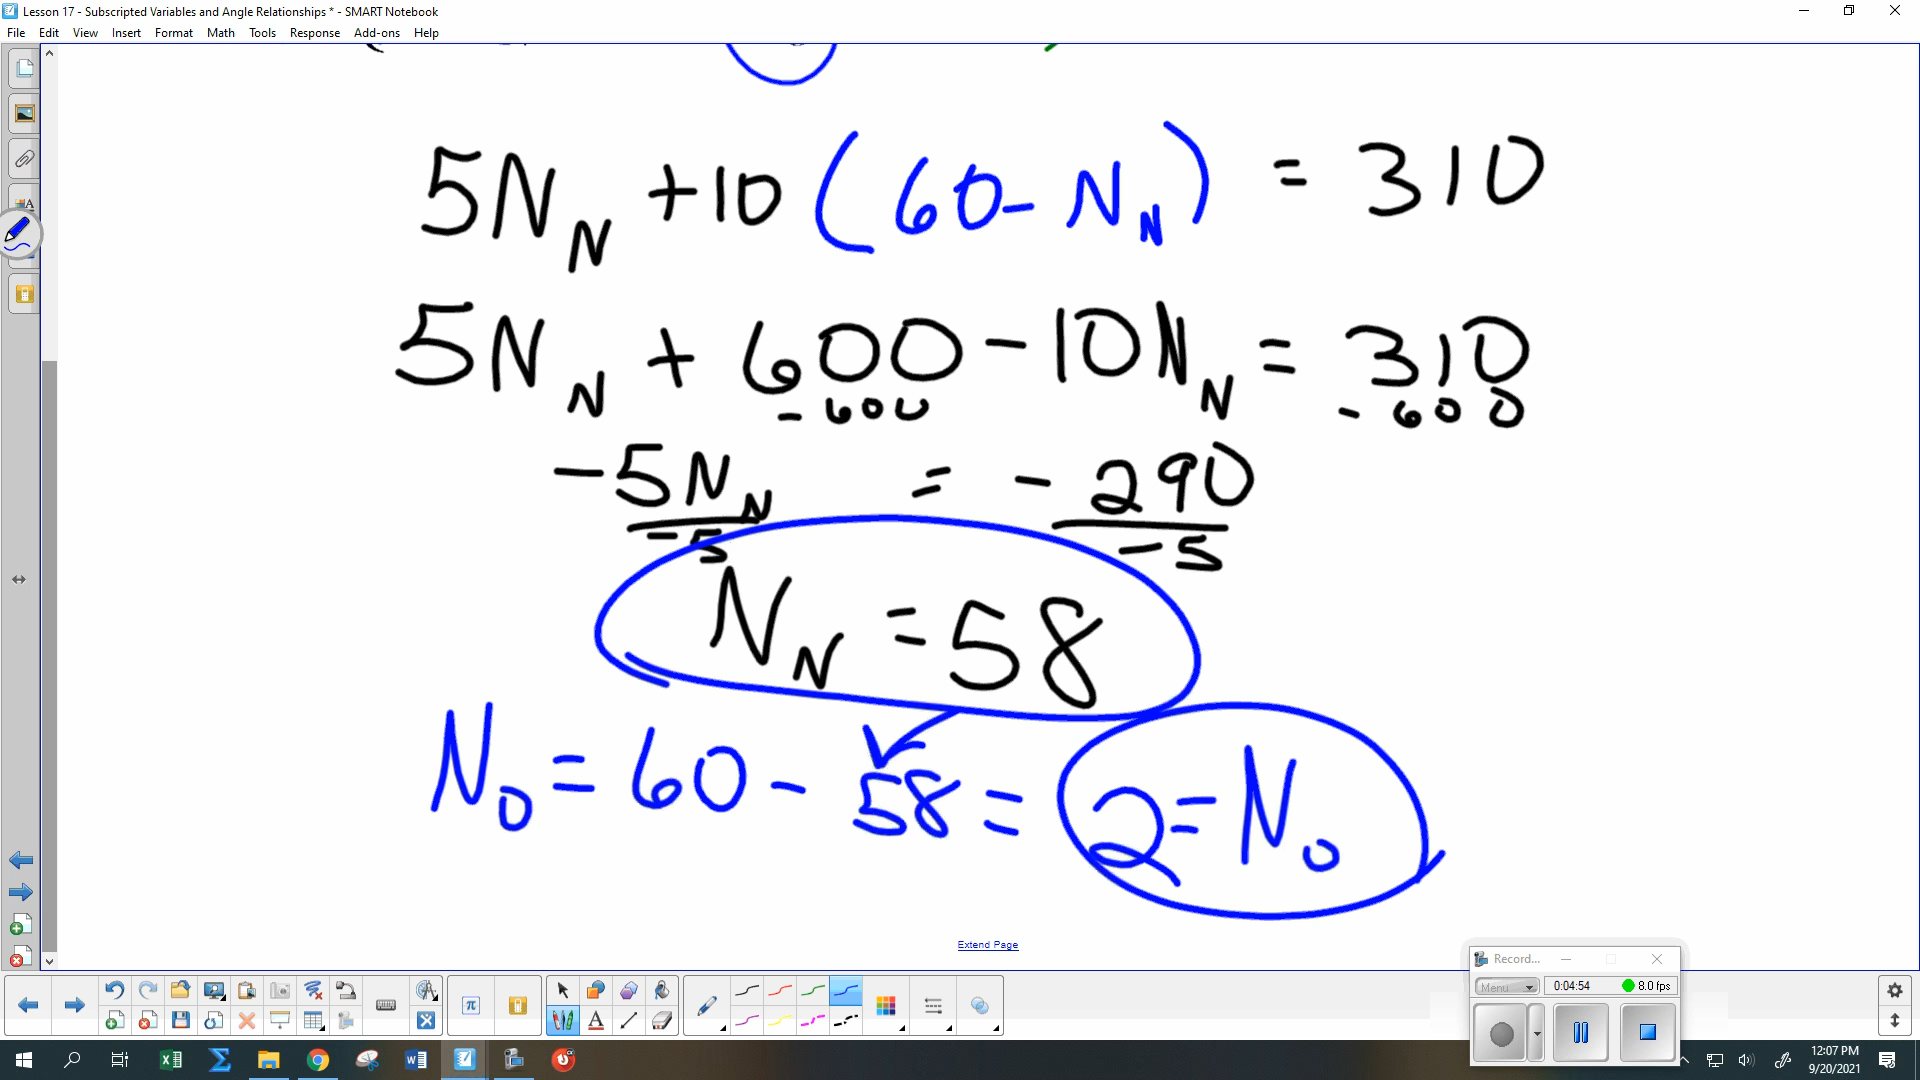 Lesson 17 - Subscripted Variables and Angle Relationships * - SMART Notebook
File Edit View Insert Format Math Tools Response Add-ons Help
5N_N + 10 (60 - N_N) = 310
5N_N + 600 - 10N_N = 310
- 600 - 600
-5N_N = -290
-5 -5
N_N = 58
N_0 = 60 - 58 = 2 = N_0
Extend Page
Record...
Menu 0:04:54 8.0 fps
12:07 PM
9/20/2021